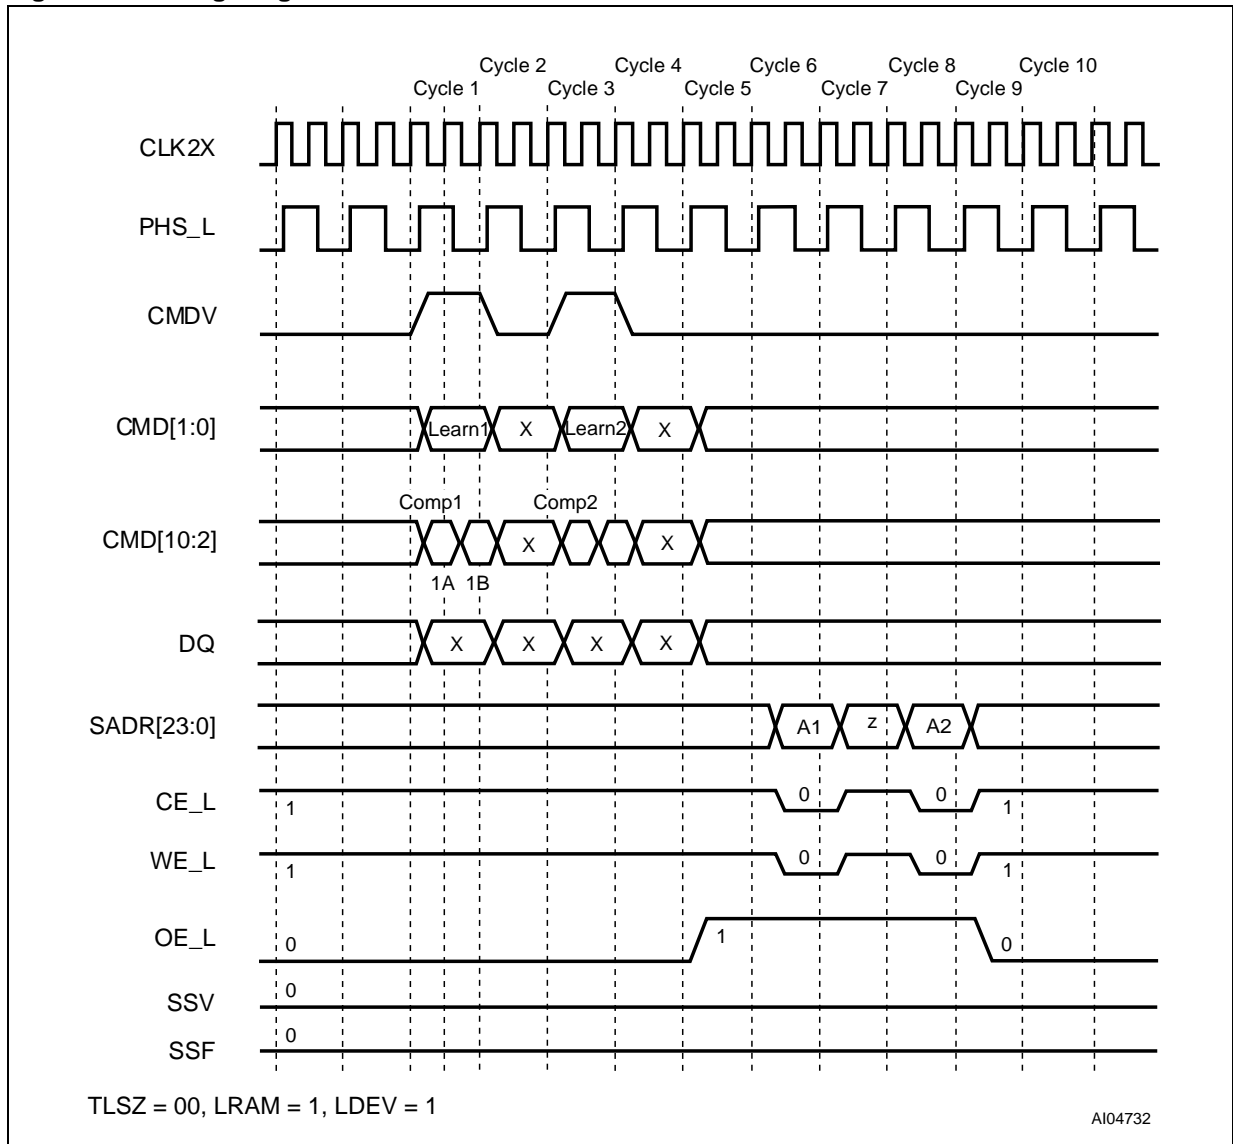 Cycle 2 Cycle 4 Cycle 6 Cycle 8 Cycle 10
Cycle 1 Cycle 3 Cycle 5 Cycle 7 Cycle 9
CLK2X
PHS_L
CMDV
CMD[1:0] Learn1 X Learn2 X
Comp1 Comp2
CMD[10:2] X X
1A 1B
DQ X X X X
SADR[23:0] A1 z A2
CE_L 1 0 0 1
WE_L 1 0 0 1
OE_L 0 1 0
SSV 0
SSF 0
TLSZ = 00, LRAM = 1, LDEV = 1
AI04732